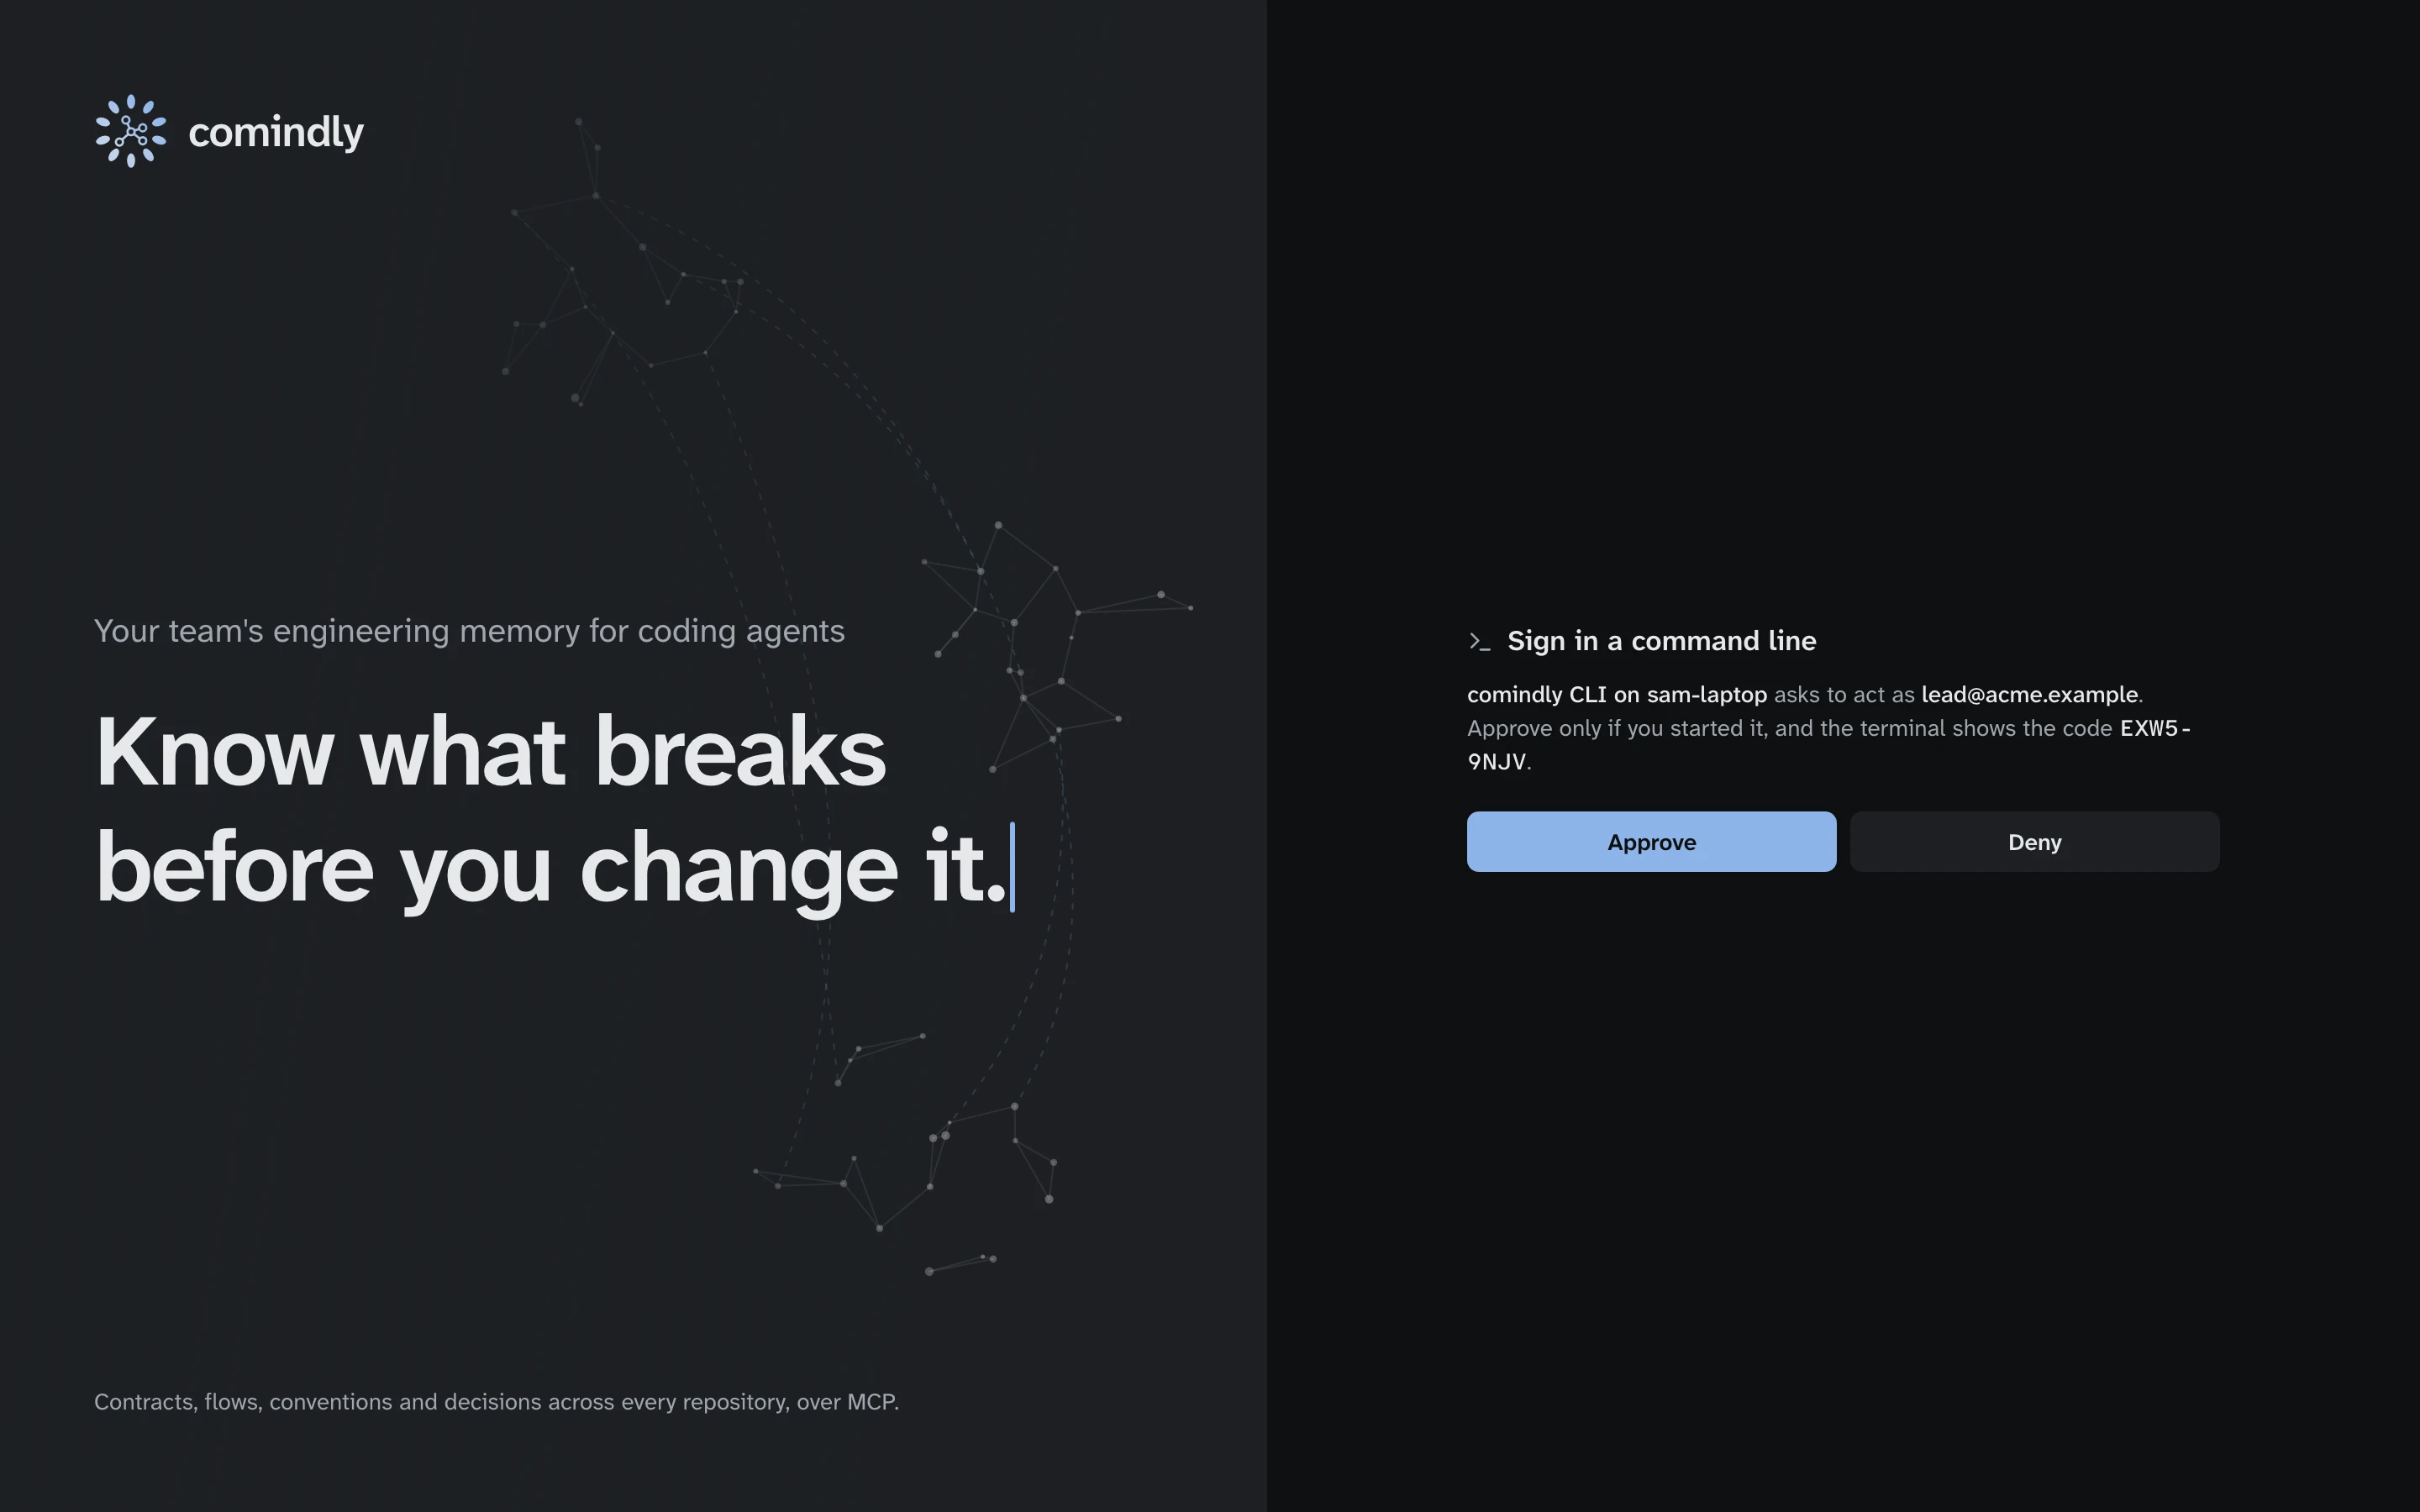 comindly
Your team's engineering memory for coding agents
Know what breaks
before you change it.
Contracts, flows, conventions and decisions across every repository, over MCP.
Sign in a command line
comindly CLI on sam-laptop asks to act as lead@acme.example.
Approve only if you started it, and the terminal shows the code EXW5-
9NJV.
Approve
Deny